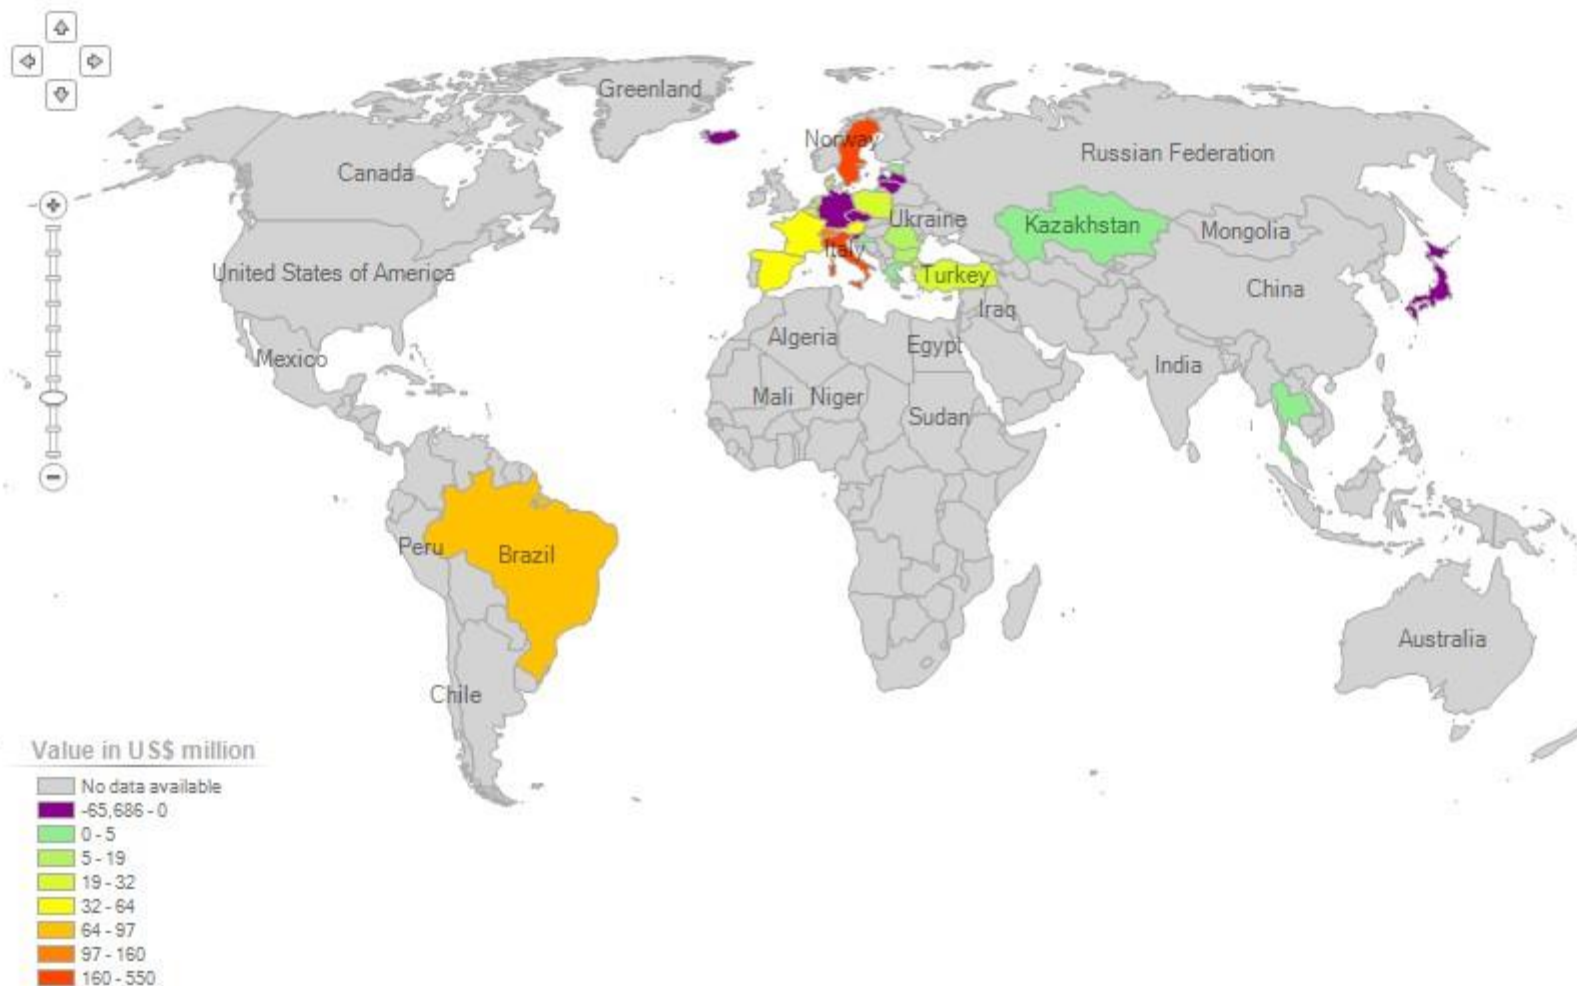 Greenland
Norway
Russian Federation
Canada
Ukraine
Kazakhstan
Mongolia
Italy
United States of America
Turkey
China
Iraq
Algeria
Egypt
Mexico
India
Mali
Niger
Sudan
Peru
Brazil
Australia
Chile
Value in US$ million
No data available
-65,686 - 0
0 - 5
5 - 19
19 - 32
32 - 64
64 - 97
97 - 160
160 - 550